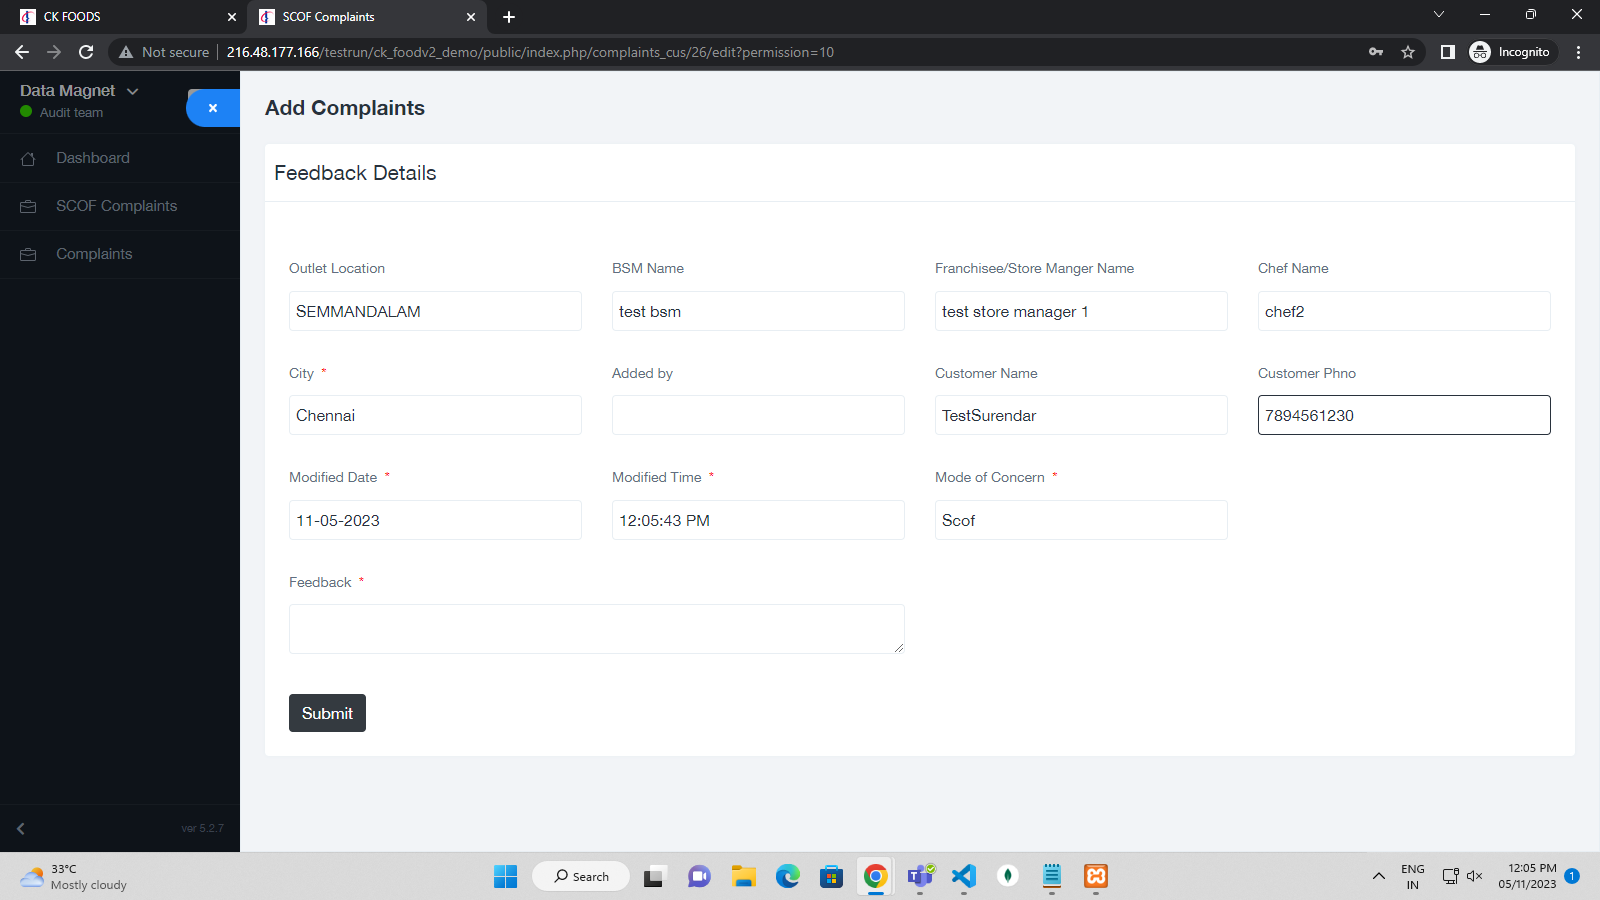 CK FOODS
SCOF Complaints
Not secure
216.48.177.166/testrun/ck_foodv2_demo/public/index.php/complaints_cus/26/edit?permission=10
Incognito
Data Magnet
Audit team
Dashboard
SCOF Complaints
Complaints
ver 5.2.7
Add Complaints
Feedback Details
Outlet Location
BSM Name
Franchisee/Store Manger Name
Chef Name
SEMMANDALAM
test bsm
test store manager 1
chef2
City *
Added by
Customer Name
Customer Phno
Chennai
TestSurendar
7894561230
Modified Date *
Modified Time *
Mode of Concern *
11-05-2023
12:05:43 PM
Scof
Feedback *
Submit
33°C
Mostly cloudy
Search
ENG
IN
12:05 PM
05/11/2023
1